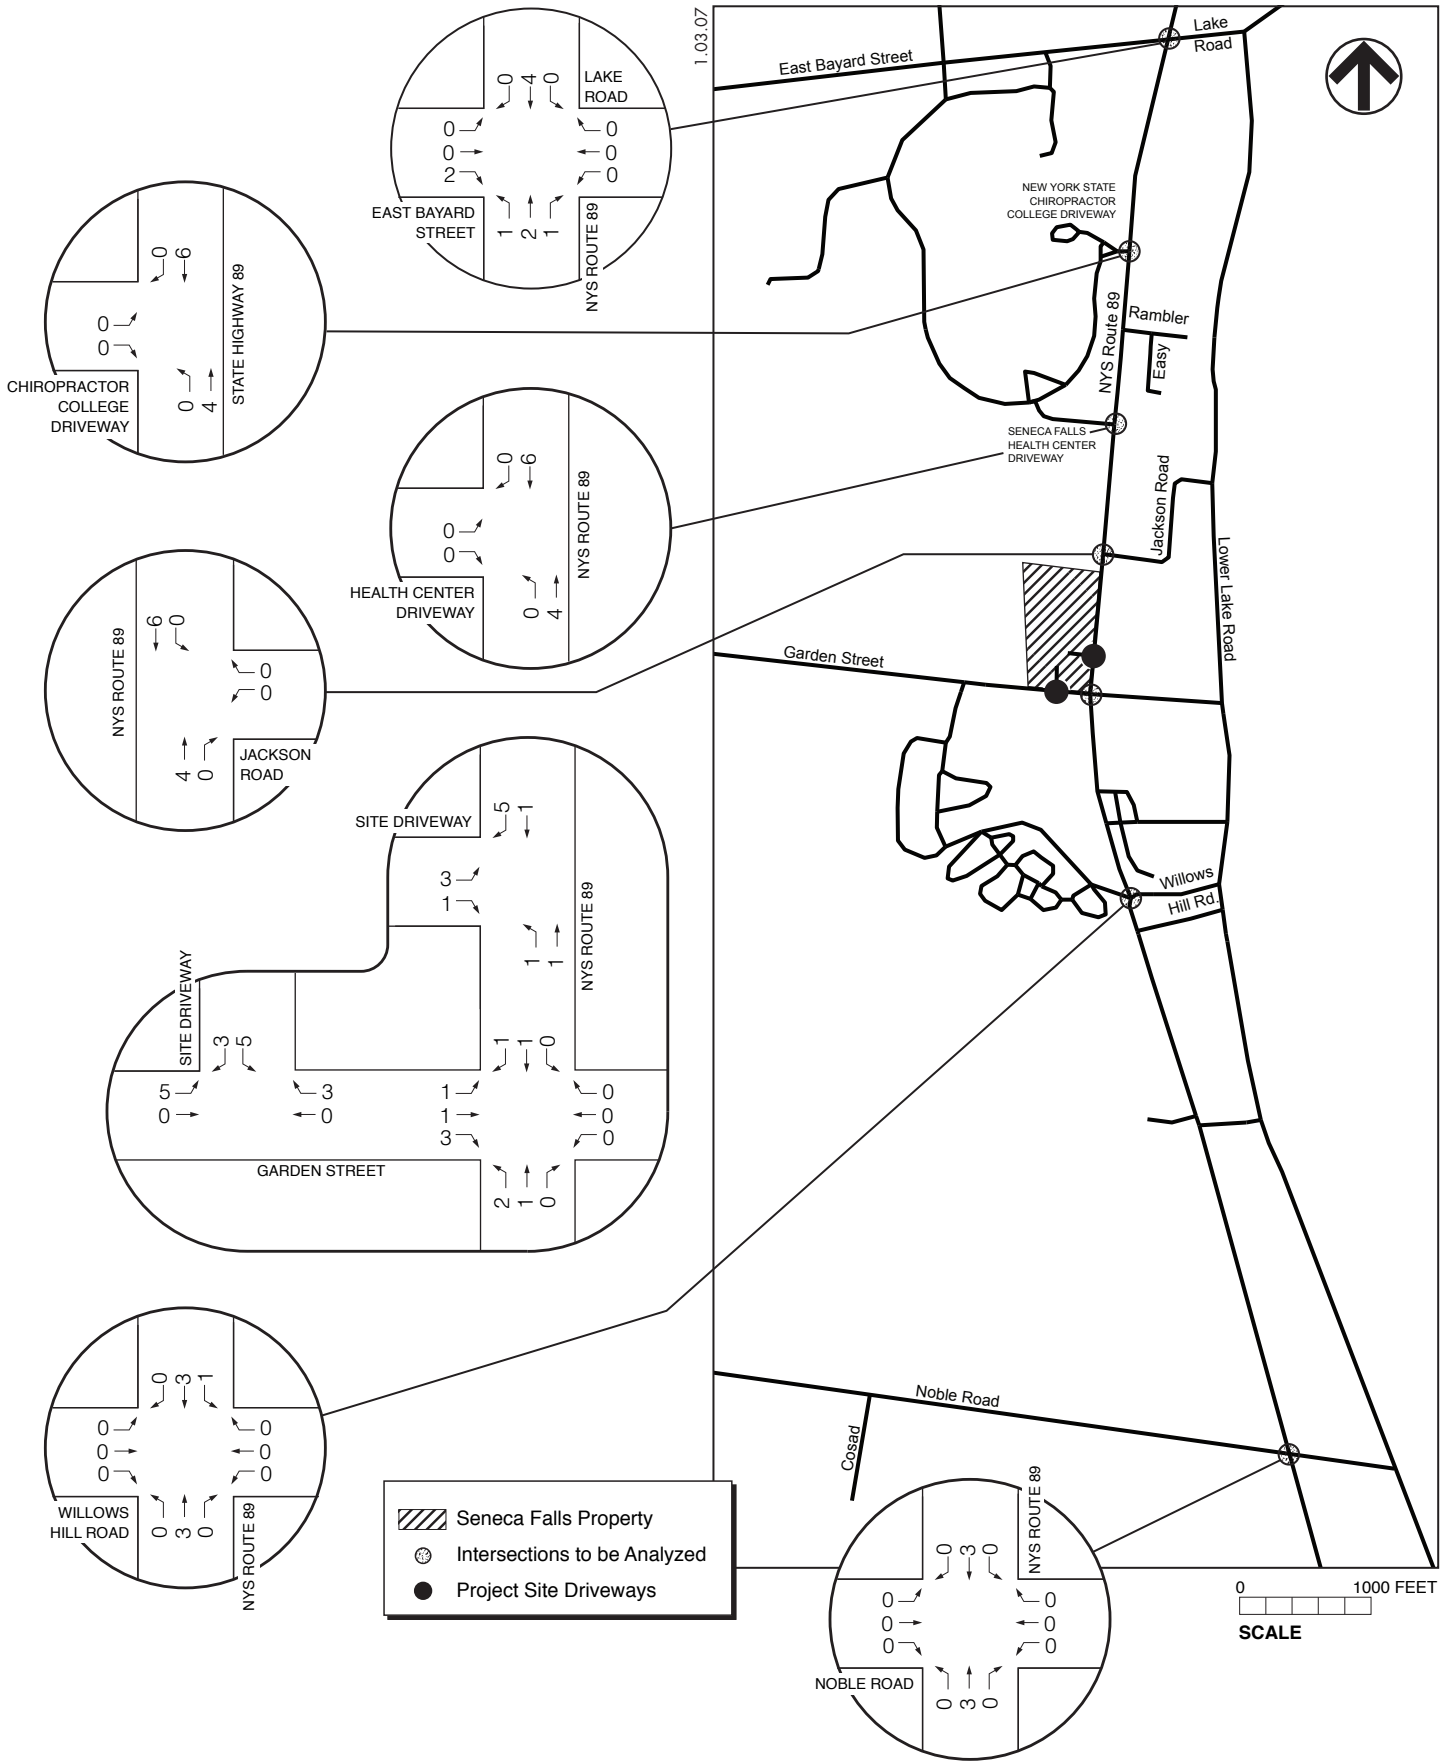 1.03.07
0 4 0
LAKE
ROAD
0
0
2
0
0
0
1 2 1
EAST BAYARD
STREET
NYS ROUTE 89
0 6
0
0
0 4
STATE HIGHWAY 89
CHIROPRACTOR
COLLEGE
DRIVEWAY
0 6
0
0
0 4
NYS ROUTE 89
HEALTH CENTER
DRIVEWAY
6 0
0
0
4 0
NYS ROUTE 89
JACKSON
ROAD
SITE DRIVEWAY
5 1
3
1
1 1
NYS ROUTE 89
SITE DRIVEWAY
3 5
5
0
3
0
1 1 0
1
1
3
0
0
0
2 1 0
GARDEN STREET
0 3 1
0
0
0
0
0
0
0 3 0
WILLOWS
HILL ROAD
NYS ROUTE 89
East Bayard Street
Lake
Road
NEW YORK STATE
CHIROPRACTOR
COLLEGE DRIVEWAY
NYS Route 89
Rambler
Easy
SENECA FALLS
HEALTH CENTER
DRIVEWAY
Jackson Road
Lower Lake Road
Garden Street
Willows
Hill Rd.
Noble Road
Cosad
Seneca Falls Property
Intersections to be Analyzed
Project Site Driveways
NYS ROUTE 89
0 3 0
0
0
0
0
0
0
0 3 0
NOBLE ROAD
0 1000 FEET
SCALE